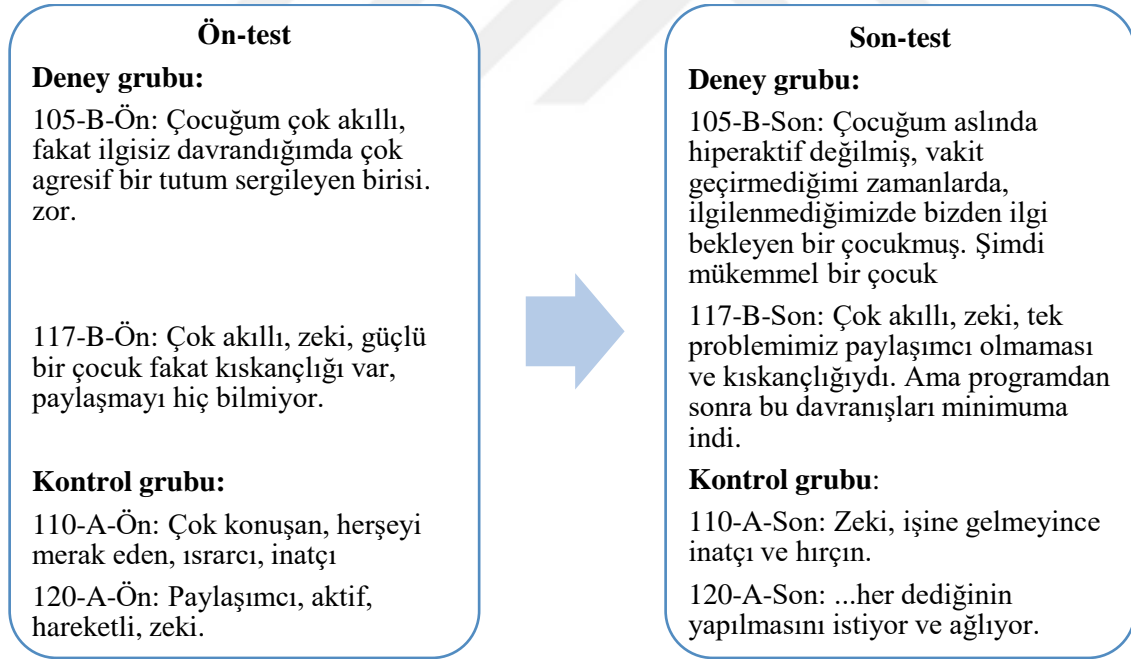 Ön-test
Deney grubu:
105-B-Ön: Çocuğum çok akıllı,
fakat ilgisiz davrandığımda çok
agresif bir tutum sergileyen birisi.
zor.
117-B-Ön: Çok akıllı, zeki, güçlü
bir çocuk fakat kıskançlığı var,
paylaşmayı hiç bilmiyor.
Kontrol grubu:
110-A-Ön: Çok konuşan, herşeyi
merak eden, ısrarcı, inatçı
120-A-Ön: Paylaşımcı, aktif,
hareketli, zeki.
Son-test
Deney grubu:
105-B-Son: Çocuğum aslında
hiperaktif değilmiş, vakit
geçirmediğimi zamanlarda,
ilgilenmediğimizde bizden ilgi
bekleyen bir çocukmuş. Şimdi
mükemmel bir çocuk
117-B-Son: Çok akıllı, zeki, tek
problemimiz paylaşımcı olmaması
ve kıskançlığıydı. Ama programdan
sonra bu davranışları minimuma
indi.
Kontrol grubu:
110-A-Son: Zeki, işine gelmeyince
inatçı ve hırçın.
120-A-Son: ...her dediğinin
yapılmasını istiyor ve ağlıyor.